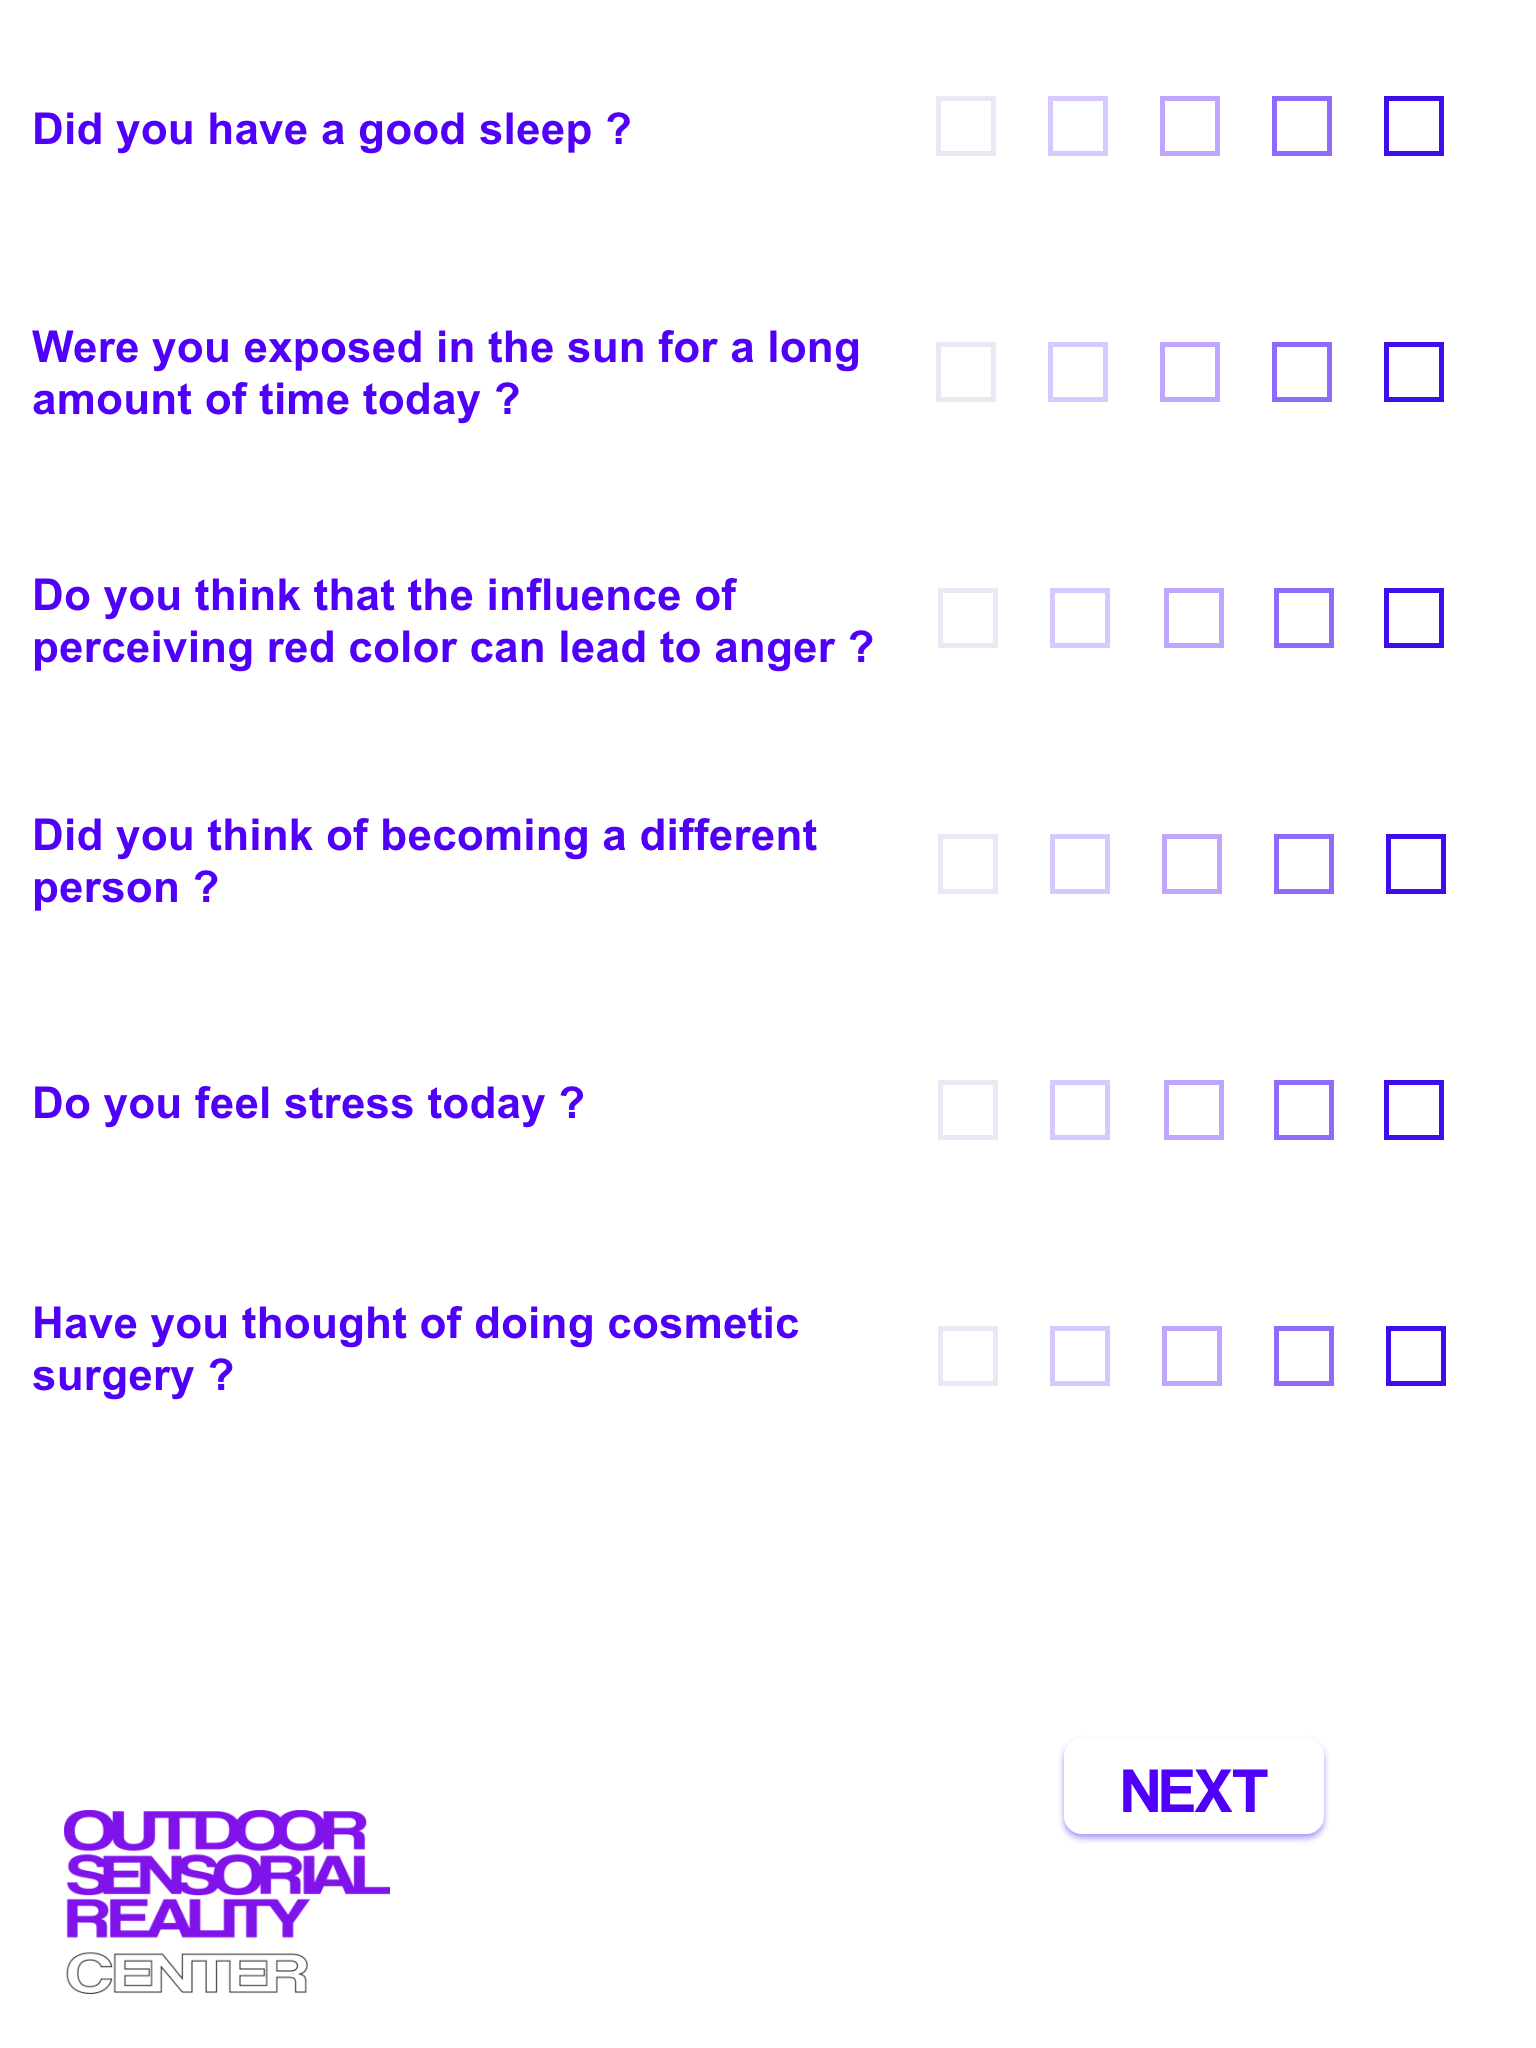 Did you have a good sleep ?
Were you exposed in the sun for a long
amount of time today ?
Do you think that the influence of
perceiving red color can lead to anger ?
Did you think of becoming a different
person ?
Do you feel stress today ?
Have you thought of doing cosmetic
surgery ?
NEXT
OUTDOOR
SENSORIAL
REALITY
CENTER